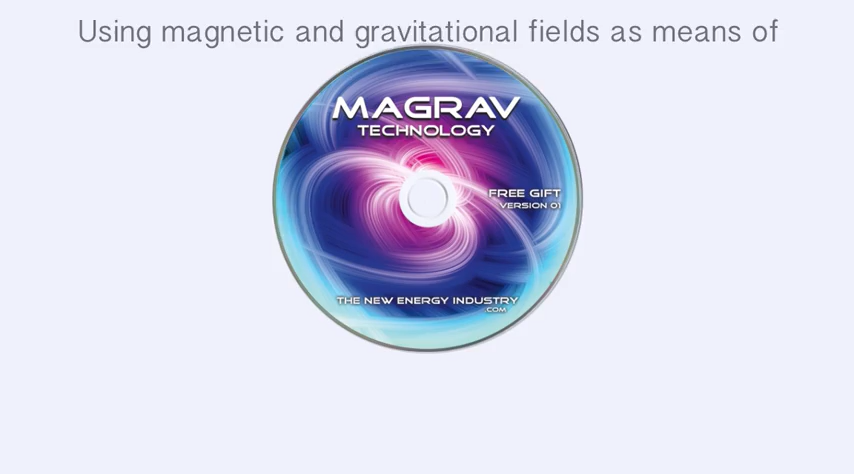 Using magnetic and gravitational fields as means of
MAGRAV
TECHNOLOGY
FREE GIFT
VERSION 01
THE NEW ENERGY INDUSTRY
.COM